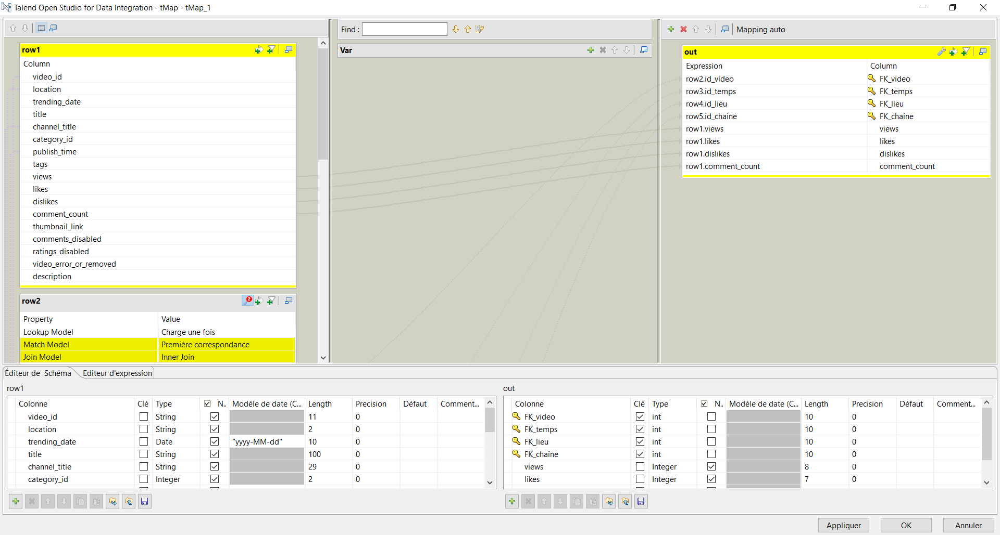 Talend Open Studio for Data Integration - tMap - tMap_1
row1
Column
video_id
location
trending_date
title
channel_title
category_id
publish_time
tags
views
likes
dislikes
comment_count
thumbnail_link
comments_disabled
ratings_disabled
video_error_or_removed
description
row2
2
Property Value
Lookup Model Charge une fois
Match Model Première correspondance
Join Model Inner Join
Find :
Var
Mapping auto
out
Expression Column
row2.id_video FK_video
row3.id_temps FK_temps
row4.id_lieu FK_lieu
row5.id_chaine FK_chaine
row1.views views
row1.likes likes
row1.dislikes dislikes
row1.comment_count comment_count
Éditeur de Schéma Editeur d'expression
row1
Colonne Clé Type N.. Modèle de date (C... Length Precision Défaut Comment...
video_id String 11 0
location String 2 0
trending_date Date "yyyy-MM-dd" 10 0
title String 100 0
channel_title String 29 0
category_id Integer 2 0
out
Colonne Clé Type N.. Modèle de date (C... Length Precision Défaut Comment...
FK_video int 10 0
FK_temps int 10 0
FK_lieu int 10 0
FK_chaine int 10 0
views Integer 8 0
likes Integer 7 0
Appliquer OK Annuler